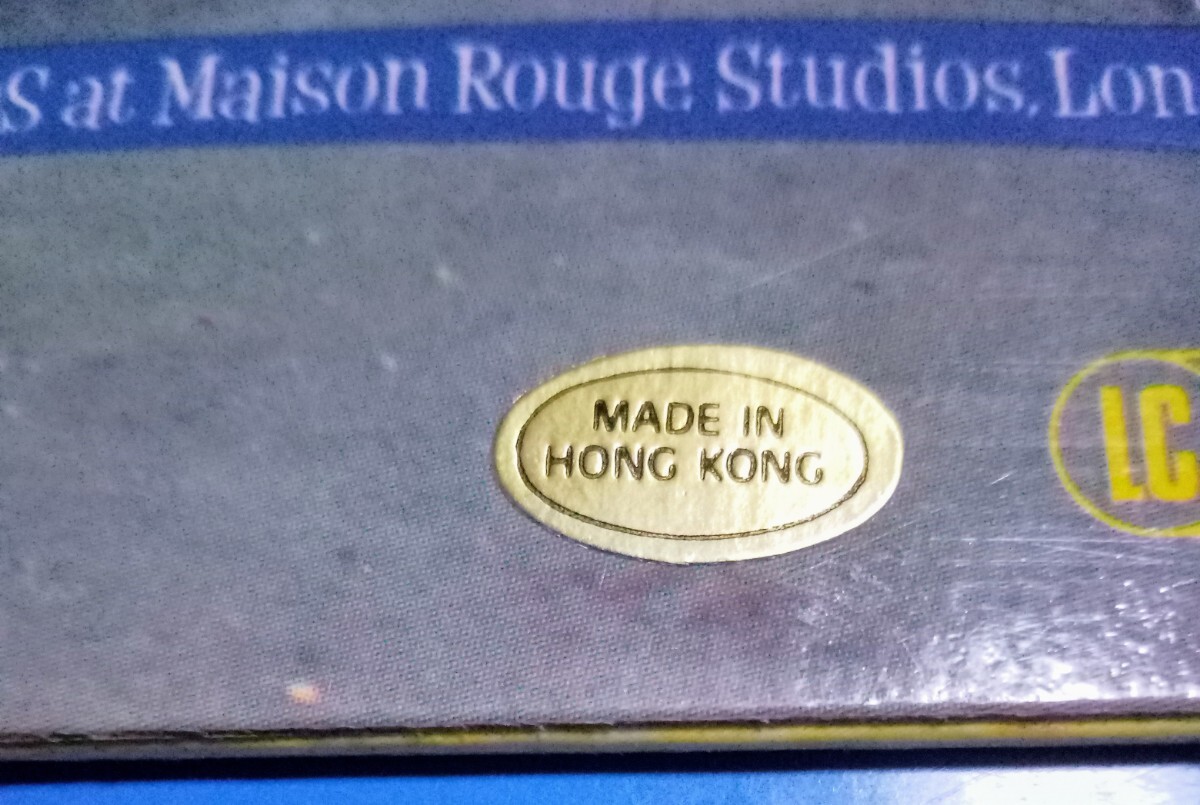 S at Maison Rouge Studios, Lon
MADE IN
HONG KONG
LC